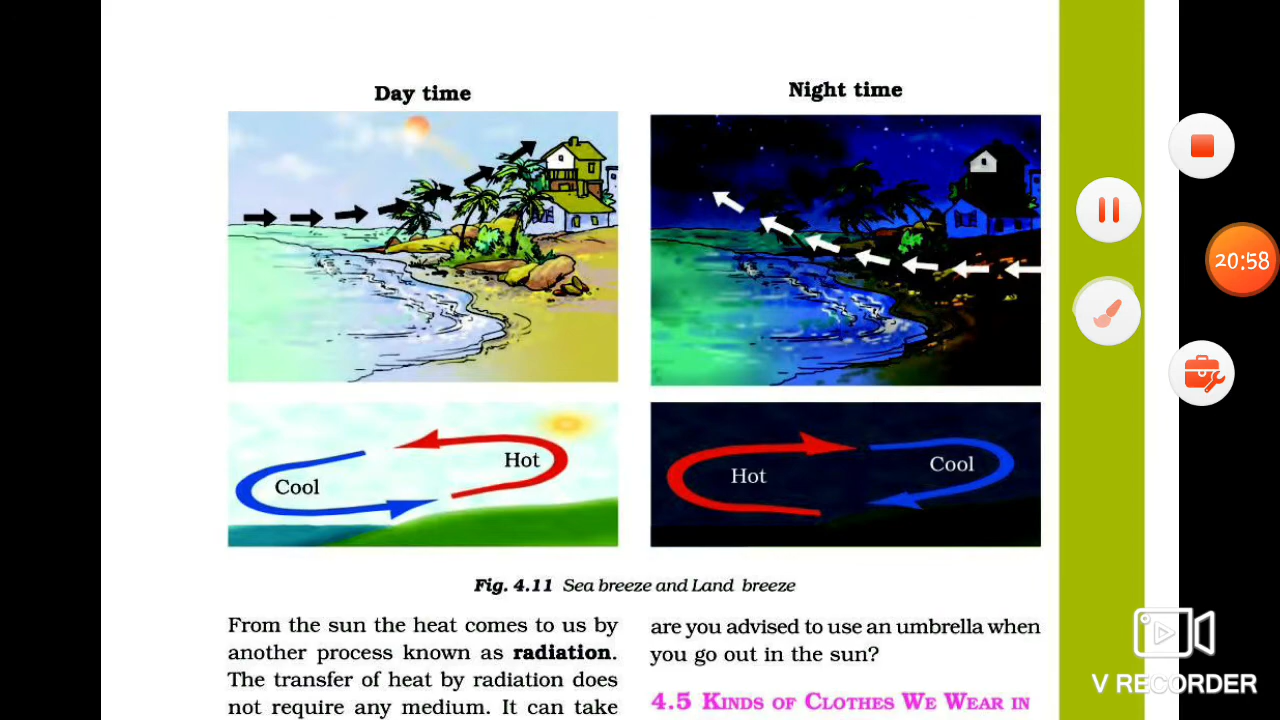 Day time
Night time
Hot
Cool
Hot
Cool
Fig. 4.11 Sea breeze and Land breeze
From the sun the heat comes to us by
another process known as radiation.
The transfer of heat by radiation does
not require any medium. It can take
are you advised to use an umbrella when
you go out in the sun?
4.5 KINDS OF CLOTHES WE WEAR IN
20:58
V RECORDER